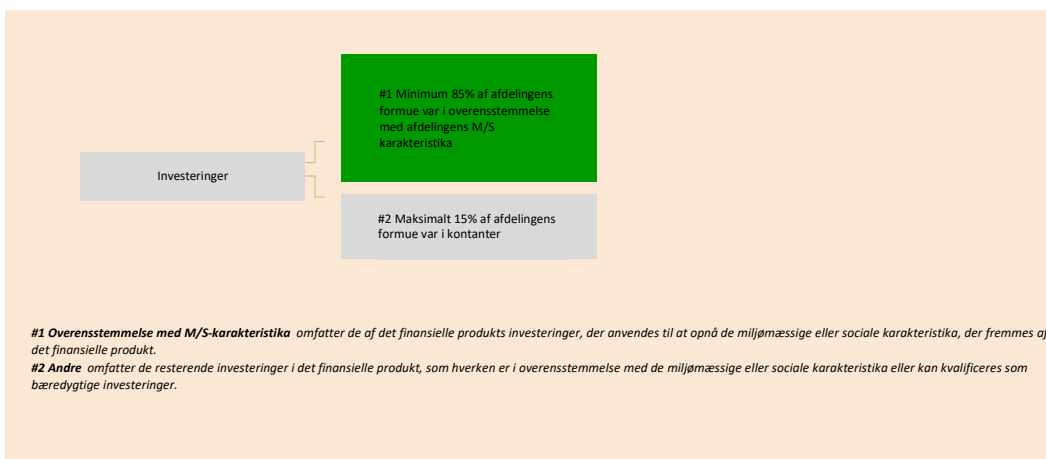 #1 Minimum 85% af afdelingens
formue var i overensstemmelse
med afdelingens M/S
karakteristika
Investeringer
#2 Maksimalt 15% af afdelingens
formue var i kontanter
#1 Overensstemmelse med M/S-karakteristika omfatter de af det finansielle produkts investeringer, der anvendes til at opnå de miljømæssige eller sociale karakteristika, der fremmes af
det finansielle produkt.
#2 Andre omfatter de resterende investeringer i det finansielle produkt, som hverken er i overensstemmelse med de miljømæssige eller sociale karakteristika eller kan kvalificeres som
bæredygtige investeringer.